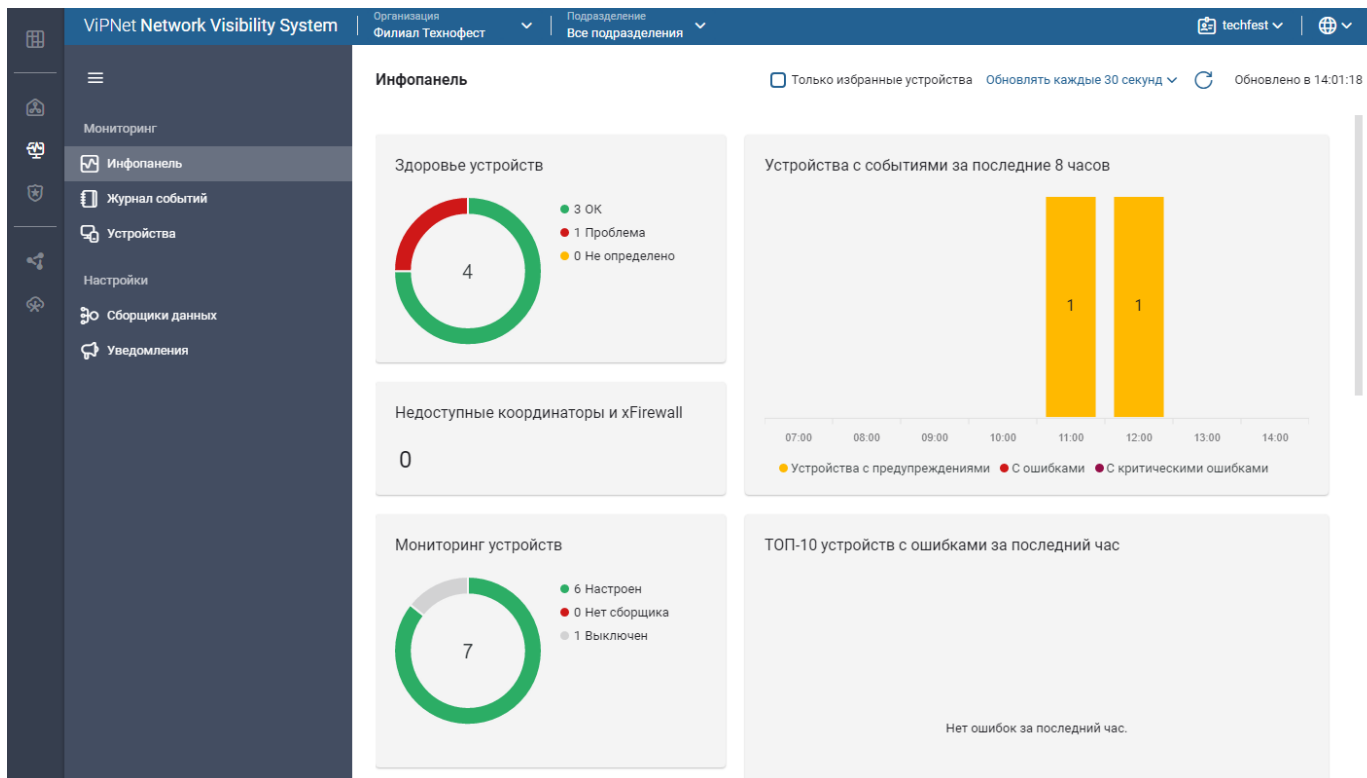 ViPNet Network Visibility System
Организация
Филиал Технофест
Подразделение
Все подразделения
techfest
Мониторинг
Инфопанель
Журнал событий
Устройства
Настройки
Сборщики данных
Уведомления
Инфопанель
Только избранные устройства
Обновлять каждые 30 секунд
Обновлено в 14:01:18
Здоровье устройств
4
3 ОК
1 Проблема
0 Не определено
Недоступные координаторы и xFirewall
0
Мониторинг устройств
7
6 Настроен
0 Нет сборщика
1 Выключен
Устройства с событиями за последние 8 часов
1 1
07:00 08:00 09:00 10:00 11:00 12:00 13:00 14:00
Устройства с предупреждениями С ошибками С критическими ошибками
ТОП-10 устройств с ошибками за последний час
Нет ошибок за последний час.